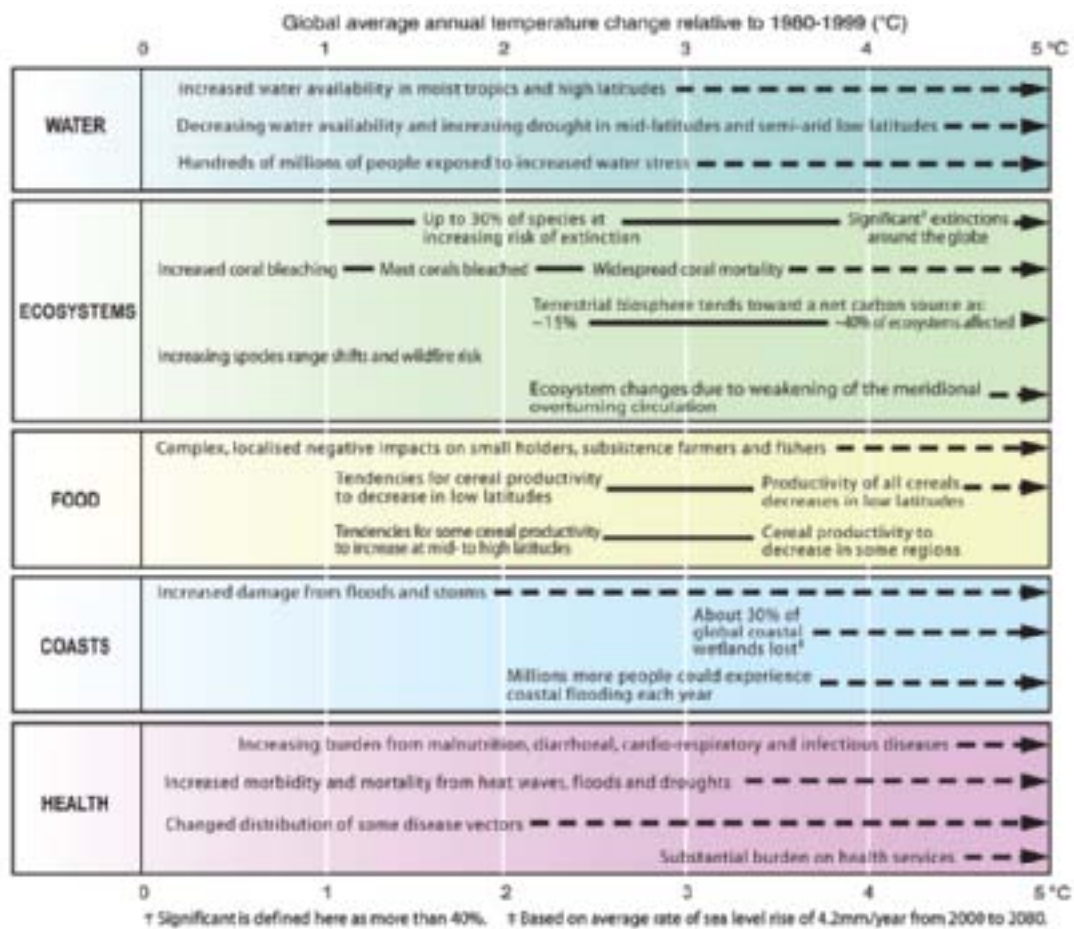 Global average annual temperature change relative to 1980-1999 (°C)
0 1 2 3 4 5 °C
WATER
Increased water availability in moist tropics and high latitudes
Decreasing water availability and increasing drought in mid-latitudes and semi-arid low latitudes
Hundreds of millions of people exposed to increased water stress
ECOSYSTEMS
Up to 30% of species at
increasing risk of extinction
Significant† extinctions
around the globe
Increased coral bleaching Most corals bleached Widespread coral mortality
Terrestrial biosphere tends toward a net carbon source as:
~15% ~40% of ecosystems affected
Increasing species range shifts and wildfire risk
Ecosystem changes due to weakening of the meridional
overturning circulation
FOOD
Complex, localised negative impacts on small holders, subsistence farmers and fishers
Tendencies for cereal productivity
to decrease in low latitudes
Productivity of all cereals
decreases in low latitudes
Tendencies for some cereal productivity
to increase at mid- to high latitudes
Cereal productivity to
decrease in some regions
COASTS
Increased damage from floods and storms
About 30% of
global coastal
wetlands lost‡
Millions more people could experience
coastal flooding each year
HEALTH
Increasing burden from malnutrition, diarrhoeal, cardio-respiratory and infectious diseases
Increased morbidity and mortality from heat waves, floods and droughts
Changed distribution of some disease vectors
Substantial burden on health services
0 1 2 3 4 5 °C
† Significant is defined here as more than 40%. ‡ Based on average rate of sea level rise of 4.2mm/year from 2000 to 2080.